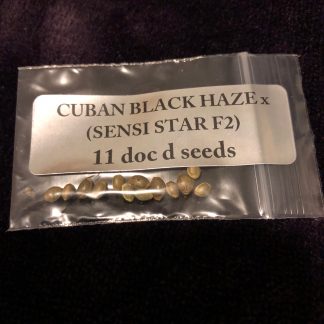 CUBAN BLACK HAZE x
(SENSI STAR F2)
11 doc d seeds